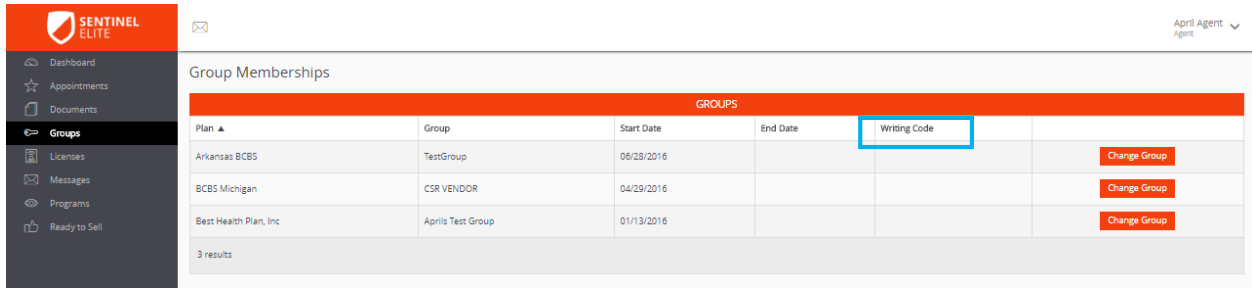 SENTINEL
ELITE
April Agent
Agent
Dashboard
Appointments
Documents
Groups
Licenses
Messages
Programs
Ready to Sell
Group Memberships
GROUPS
Plan ▲ Group Start Date End Date Writing Code
Arkansas BCBS TestGroup 06/28/2016 Change Group
BCBS Michigan CSR VENDOR 04/29/2016 Change Group
Best Health Plan, Inc Aprils Test Group 01/13/2016 Change Group
3 results